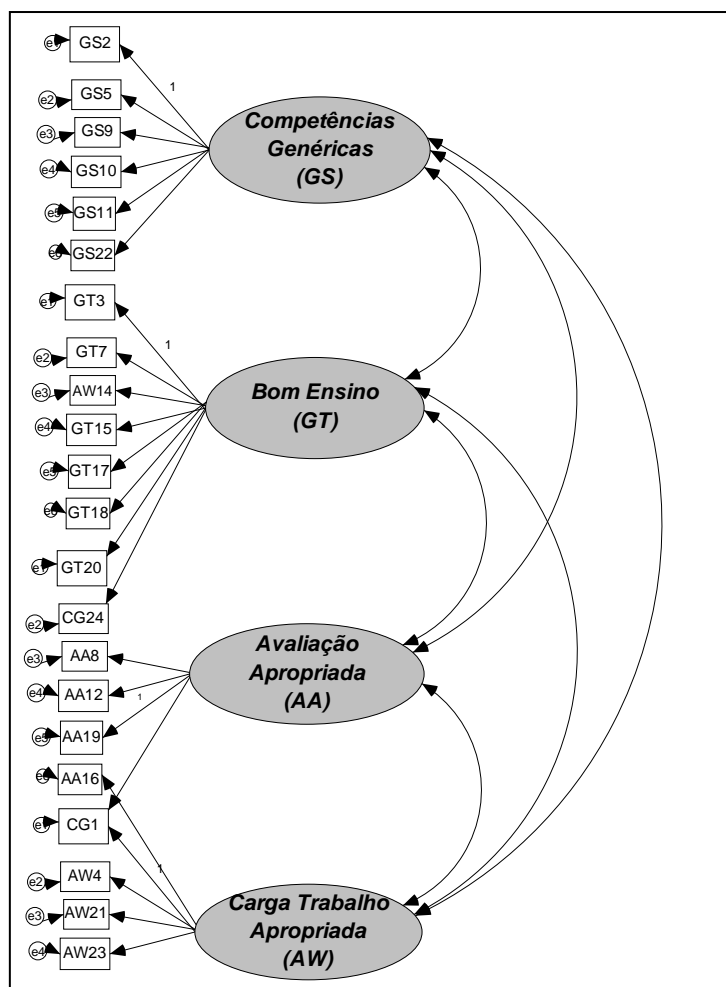 e1
GS2
1
e2
GS5
e3
GS9
e4
GS10
e5
GS11
GS22
Competências
Genéricas
(GS)
e1
GT3
1
e2
GT7
e3
AW14
e4
GT15
e5
GT17
GT18
e1
GT20
e2
CG24
Bom Ensino
(GT)
e3
AA8
e4
AA12
1
e5
AA19
AA16
Avaliação
Apropriada
(AA)
e1
CG1
1
e2
AW4
e3
AW21
e4
AW23
Carga Trabalho
Apropriada
(AW)